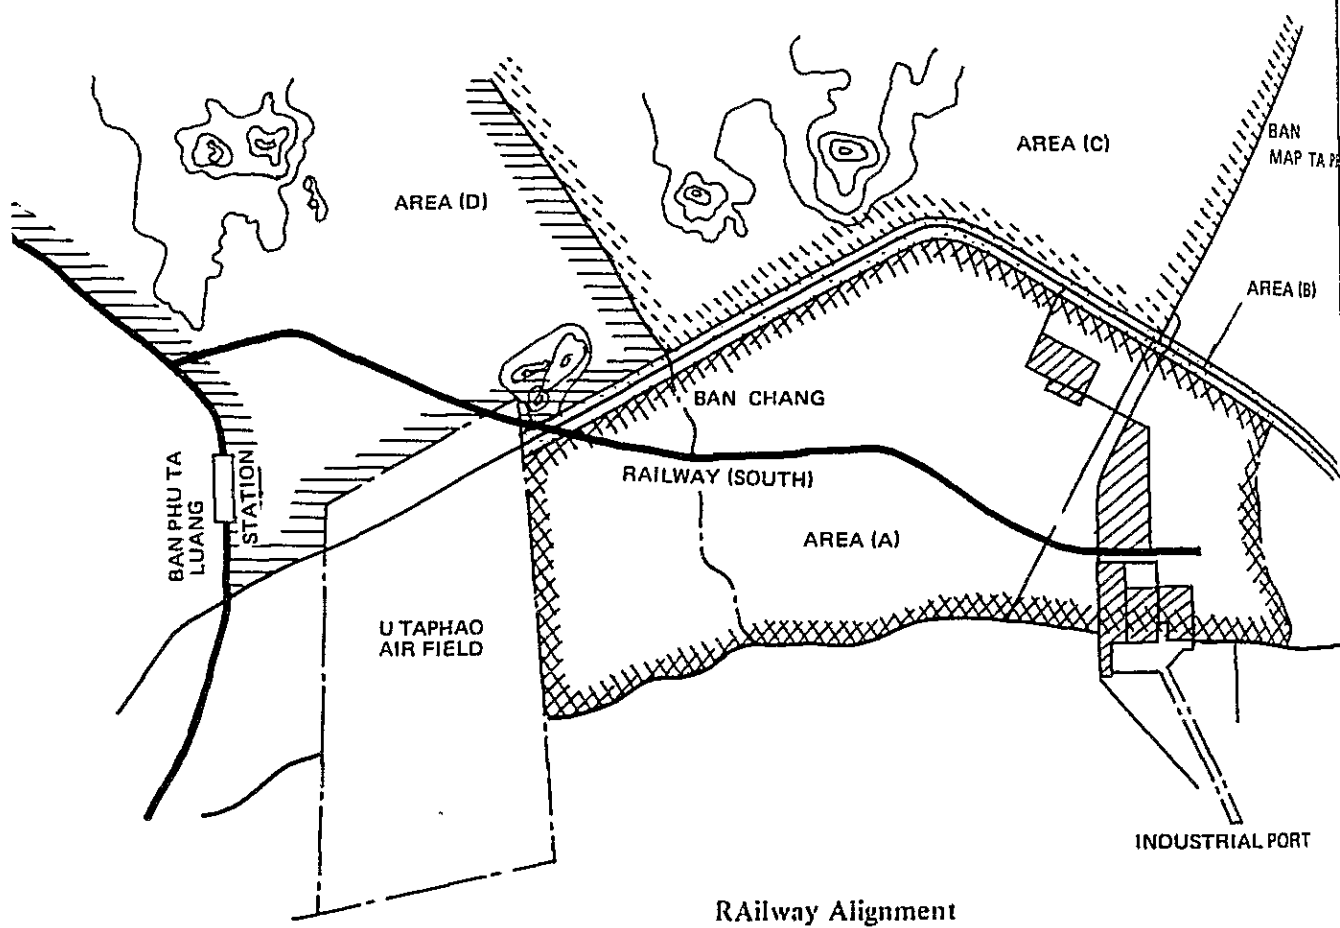 AREA (C)
BAN
MAP TA
AREA (D)
AREA (B)
BAN CHANG
RAILWAY (SOUTH)
BAN PHU TA
LUANG
STATION
AREA (A)
U TAPHAO
AIR FIELD
INDUSTRIAL PORT
RAilway Alignment